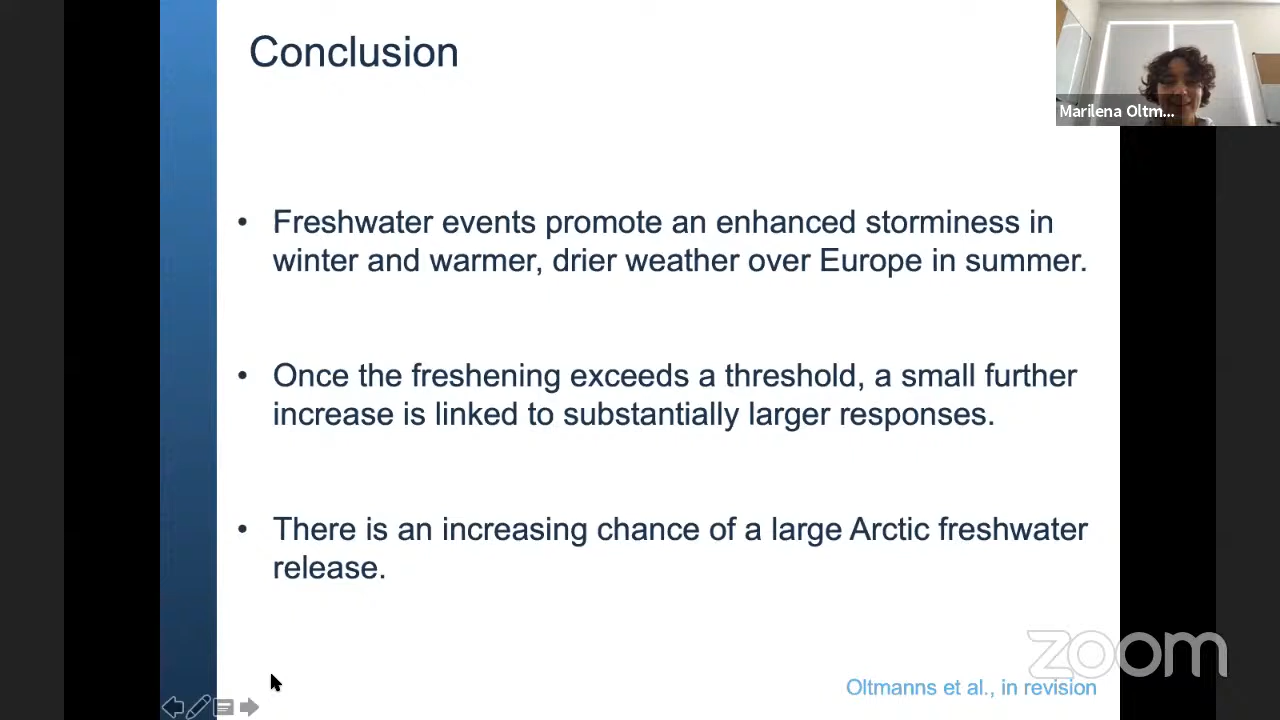 Conclusion
Marilena Oltm...
• Freshwater events promote an enhanced storminess in
winter and warmer, drier weather over Europe in summer.
• Once the freshening exceeds a threshold, a small further
increase is linked to substantially larger responses.
• There is an increasing chance of a large Arctic freshwater
release.
zoom
Oltmanns et al., in revision